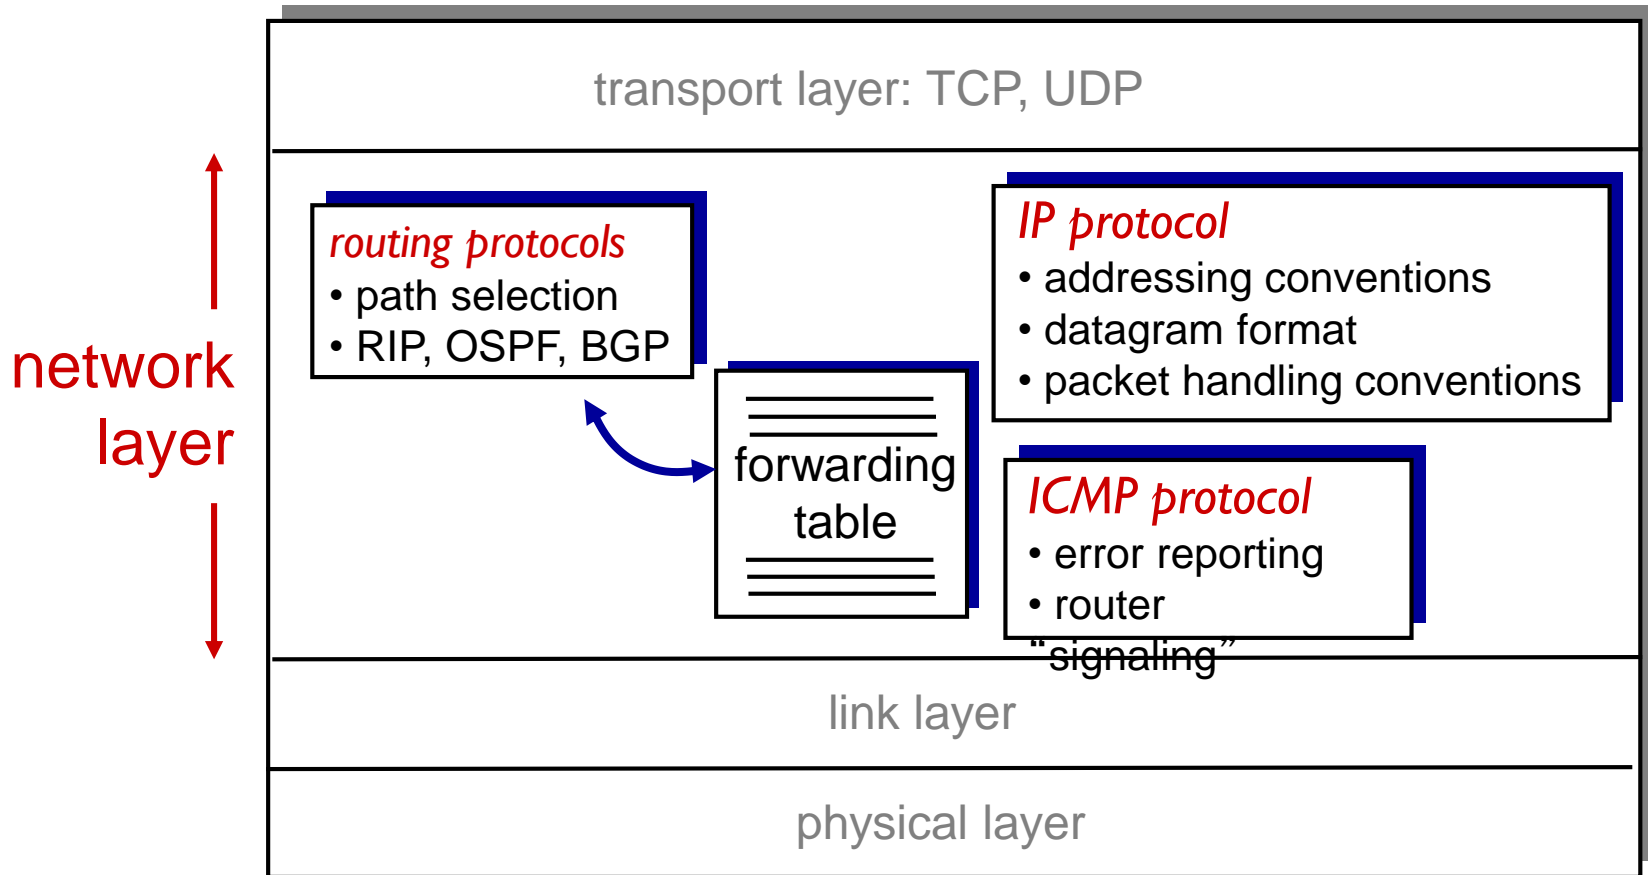 transport layer: TCP, UDP
network
layer
routing protocols
• path selection
• RIP, OSPF, BGP
forwarding
table
IP protocol
• addressing conventions
• datagram format
• packet handling conventions
ICMP protocol
• error reporting
• router
“signaling”
link layer
physical layer